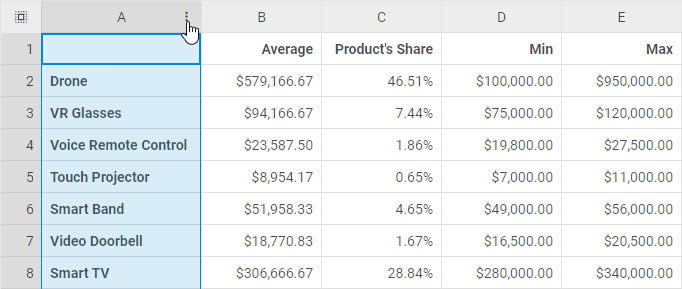 A B C D E
1 Average Product's Share Min Max
2 Drone $579,166.67 46.51% $100,000.00 $950,000.00
3 VR Glasses $94,166.67 7.44% $75,000.00 $120,000.00
4 Voice Remote Control $23,587.50 1.86% $19,800.00 $27,500.00
5 Touch Projector $8,954.17 0.65% $7,000.00 $11,000.00
6 Smart Band $51,958.33 4.65% $49,000.00 $56,000.00
7 Video Doorbell $18,770.83 1.67% $16,500.00 $20,500.00
8 Smart TV $306,666.67 28.84% $280,000.00 $340,000.00